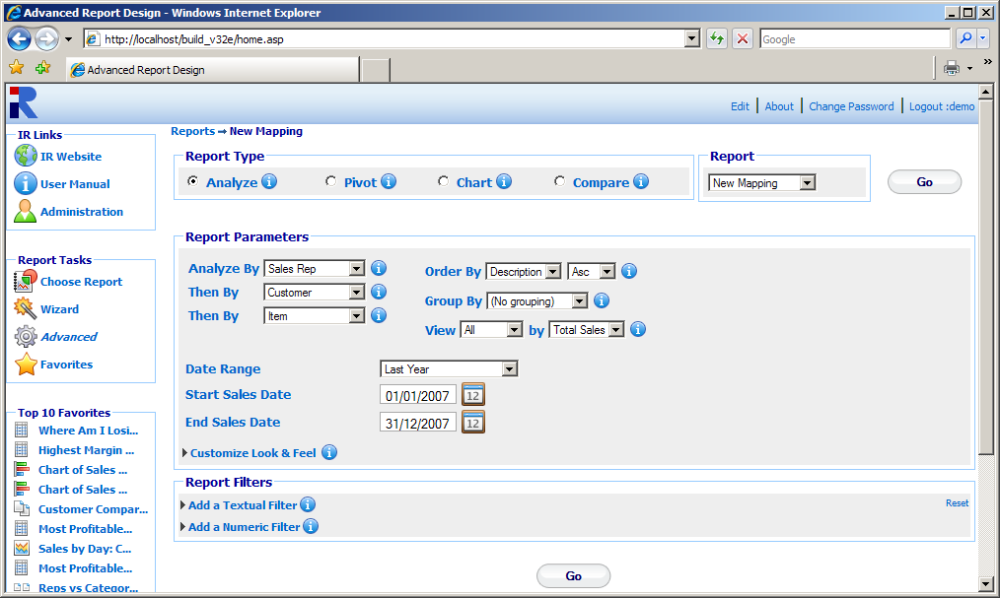 Advanced Report Design - Windows Internet Explorer
http://localhost/build_v32e/home.asp
Google
Advanced Report Design
Edit | About | Change Password | Logout :demo
IR Links
IR Website
User Manual
Administration
Report Tasks
Choose Report
Wizard
Advanced
Favorites
Top 10 Favorites
Where Am I Losi...
Highest Margin ...
Chart of Sales ...
Chart of Sales ...
Customer Compar...
Most Profitable...
Sales by Day: C...
Most Profitable...
Reps vs Categor...
Reports ➞ New Mapping
Report Type
Analyze Pivot Chart Compare
Report
New Mapping
Go
Report Parameters
Analyze By Sales Rep
Then By Customer
Then By Item
Order By Description Asc
Group By (No grouping)
View All by Total Sales
Date Range Last Year
Start Sales Date 01/01/2007 12
End Sales Date 31/12/2007 12
Customize Look & Feel
Report Filters
Add a Textual Filter
Reset
Add a Numeric Filter
Go